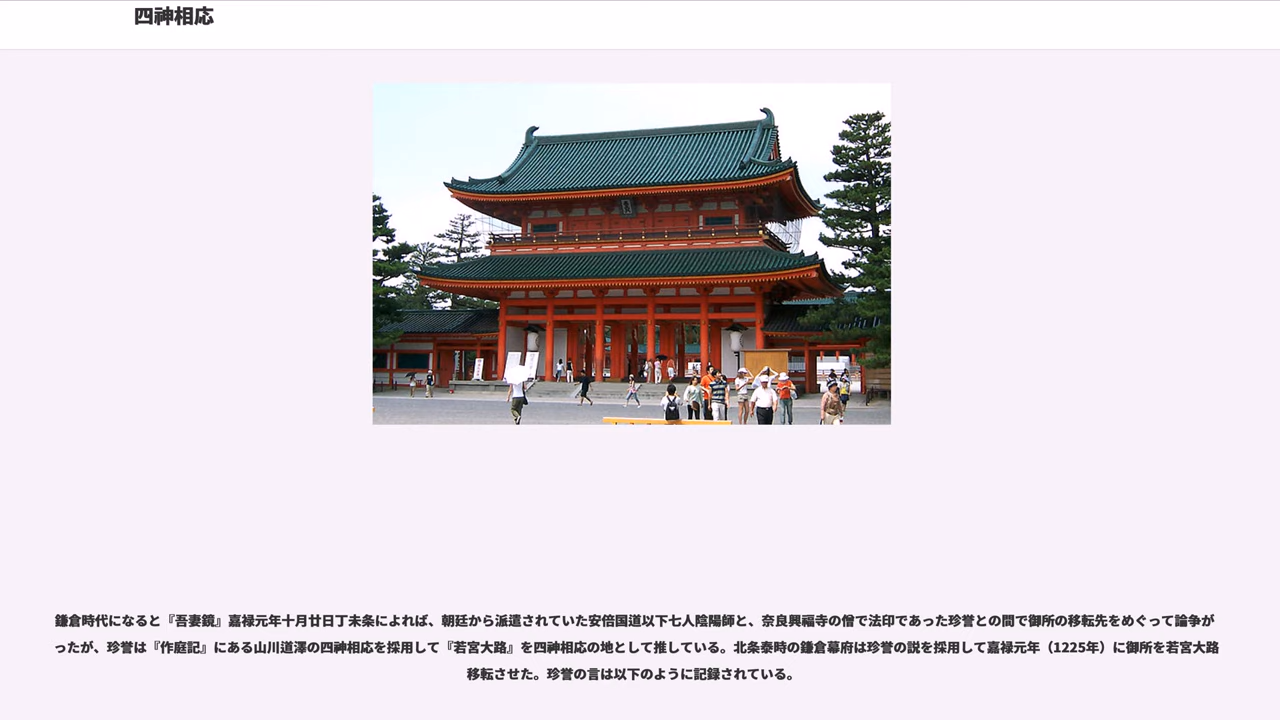 四神相応
鎌倉時代になると『吾妻鏡』嘉禄元年十月廿日丁未条によれば、朝廷から派遣されていた安倍国道以下七人陰陽師と、奈良興福寺の僧で法印であった珍誉との間で御所の移転先をめぐって論争が
ったが、珍誉は『作庭記』にある山川道澤の四神相応を採用して『若宮大路』を四神相応の地として推している。北条泰時の鎌倉幕府は珍誉の説を採用して嘉禄元年（1225年）に御所を若宮大路
移転させた。珍誉の言は以下のように記録されている。